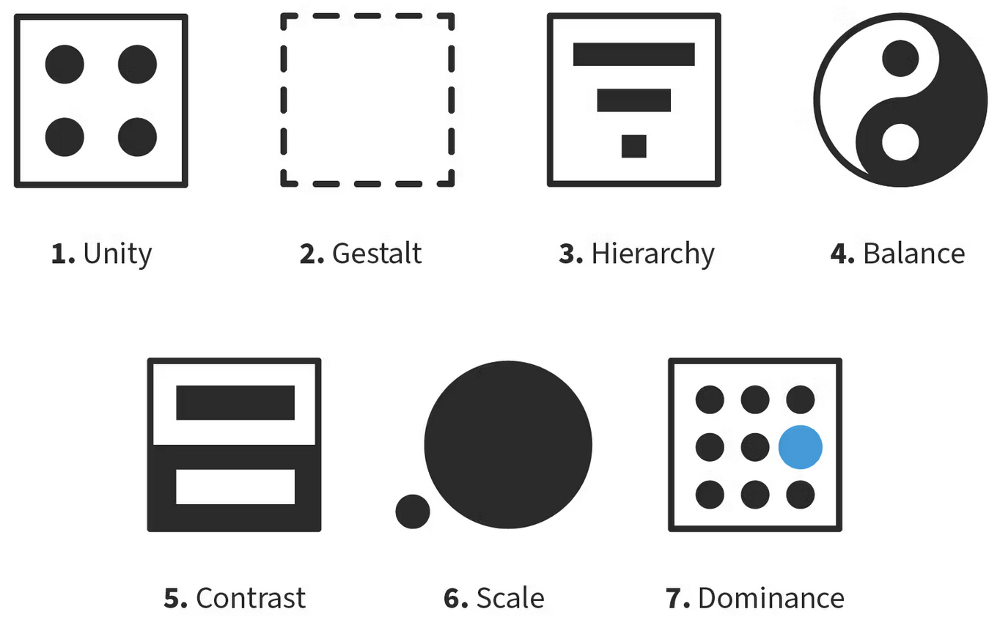 1. Unity
2. Gestalt
3. Hierarchy
4. Balance
5. Contrast
6. Scale
7. Dominance